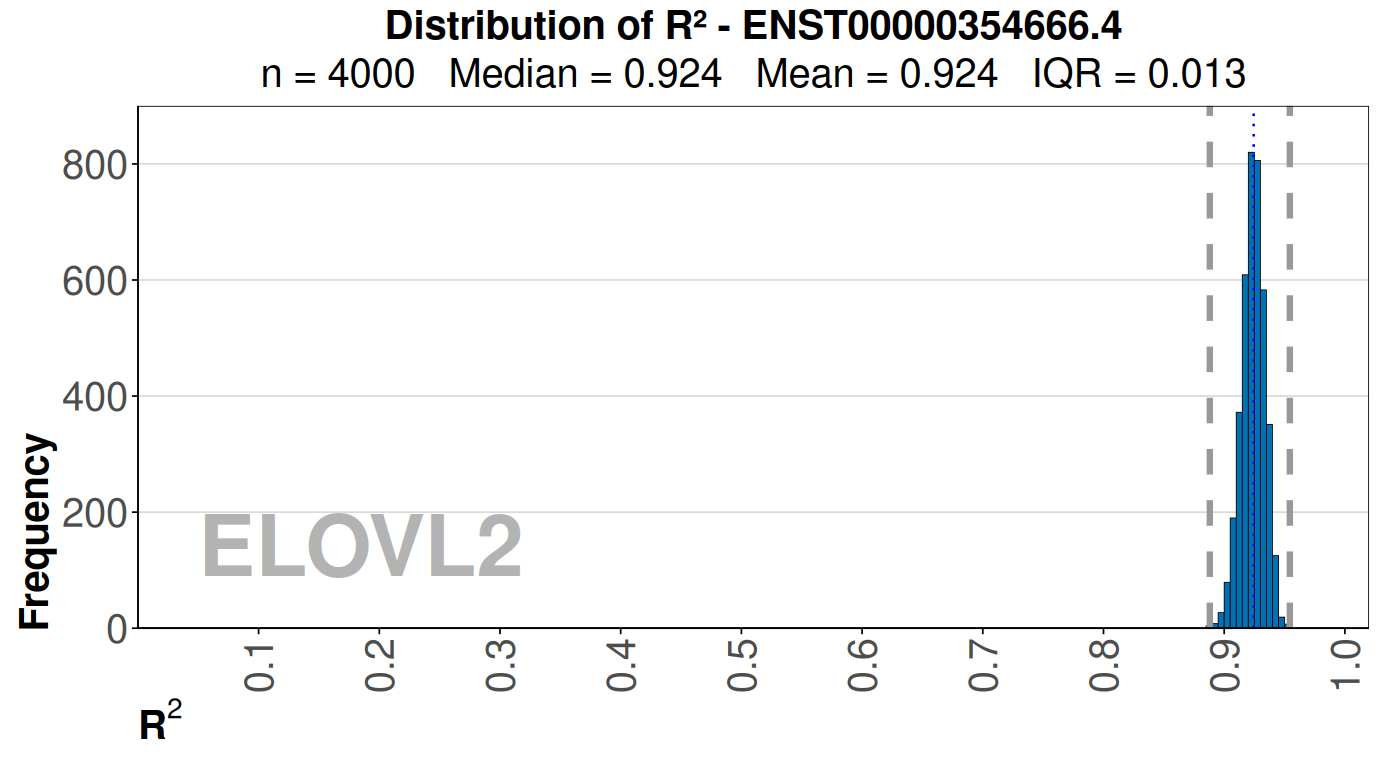 Distribution of R² - ENST00000354666.4
n = 4000 Median = 0.924 Mean = 0.924 IQR = 0.013
800
600
400
200
0
Frequency
ELOVL2
0.1 0.2 0.3 0.4 0.5 0.6 0.7 0.8 0.9 1.0
R²